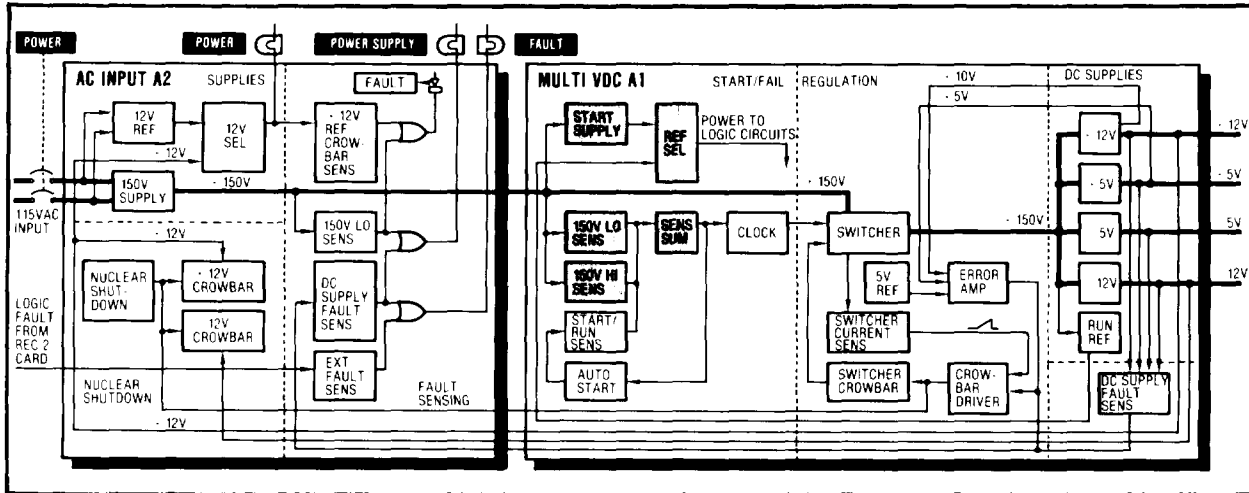 POWER
POWER
POWER SUPPLY
FAULT
AC INPUT A2
SUPPLIES
12V
REF
12V
SEL
- 12V
150V
SUPPLY
- 150V
115VAC
INPUT
- 12V
NUCLEAR
SHUT-
DOWN
- 12V
CROWBAR
12V
CROWBAR
LOGIC
FAULT
FROM
REC 2
CARD
NUCLEAR
SHUTDOWN
- 12V
FAULT
- 12V
REF
CROW-
BAR
SENS
150V LO
SENS
DC
SUPPLY
FAULT
SENS
EXT
FAULT
SENS
FAULT
SENSING
MULTI VDC A1
START/FAIL
REGULATION
DC SUPPLIES
START
SUPPLY
REF
SEL
POWER TO
LOGIC CIRCUITS
150V LO
SENS
150V HI
SENS
SENS
SUM
CLOCK
START/
RUN
SENS
AUTO
START
- 10V
- 5V
- 150V
SWITCHER
- 150V
5V
REF
ERROR
AMP
SWITCHER
CURRENT
SENS
SWITCHER
CROWBAR
CROW-
BAR
DRIVER
- 12V
- 5V
5V
12V
RUN
REF
DC SUPPLY
FAULT
SENS
- 12V
- 5V
5V
12V